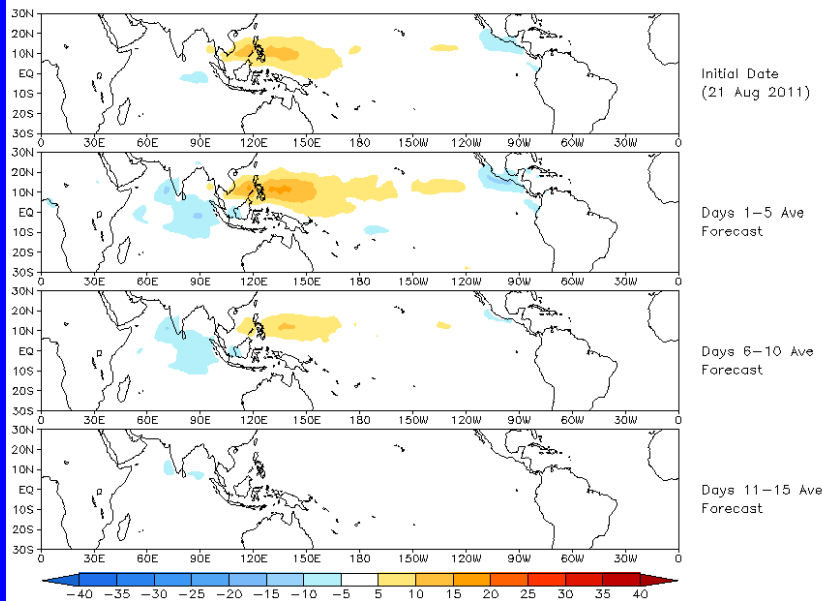 30N
20N
10N
EQ
10S
20S
30S
0 30E 60E 90E 120E 150E 180 150W 120W 90W 60W 30W 0
Initial Date
(21 Aug 2011)
30N
20N
10N
EQ
10S
20S
30S
0 30E 60E 90E 120E 150E 180 150W 120W 90W 60W 30W 0
Days 1-5 Ave
Forecast
30N
20N
10N
EQ
10S
20S
30S
0 30E 60E 90E 120E 150E 180 150W 120W 90W 60W 30W 0
Days 6-10 Ave
Forecast
30N
20N
10N
EQ
10S
20S
30S
0 30E 60E 90E 120E 150E 180 150W 120W 90W 60W 30W 0
Days 11-15 Ave
Forecast
-40 -35 -30 -25 -20 -15 -10 -5 5 10 15 20 25 30 35 40